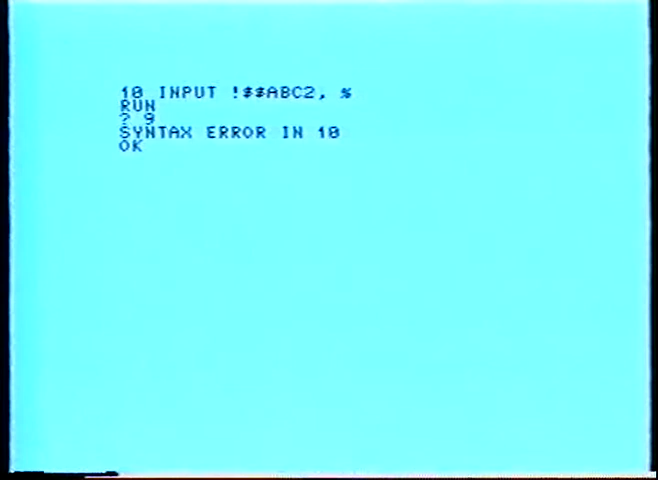 10 INPUT !$$ABC2, %
RUN
? 9
SYNTAX ERROR IN 10
OK